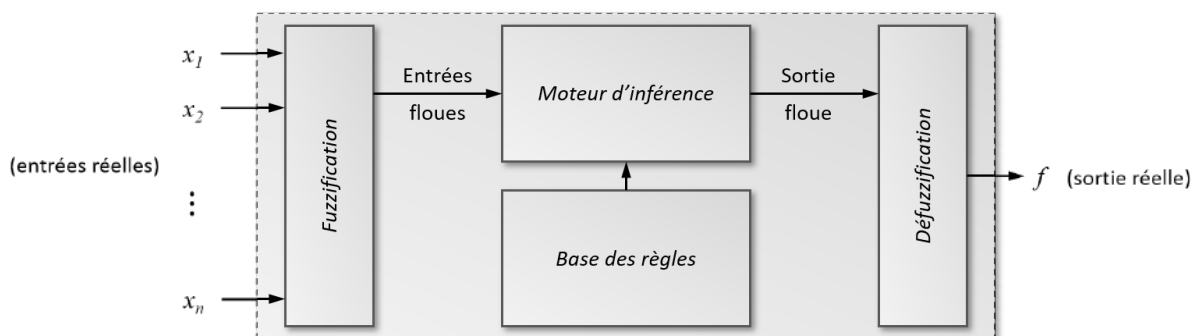 x1
x2
(entrées réelles)
⋮
xn
Fuzzification
Entrées
floues
Moteur d'inférence
Base des règles
Sortie
floue
Défuzzification
f (sortie réelle)